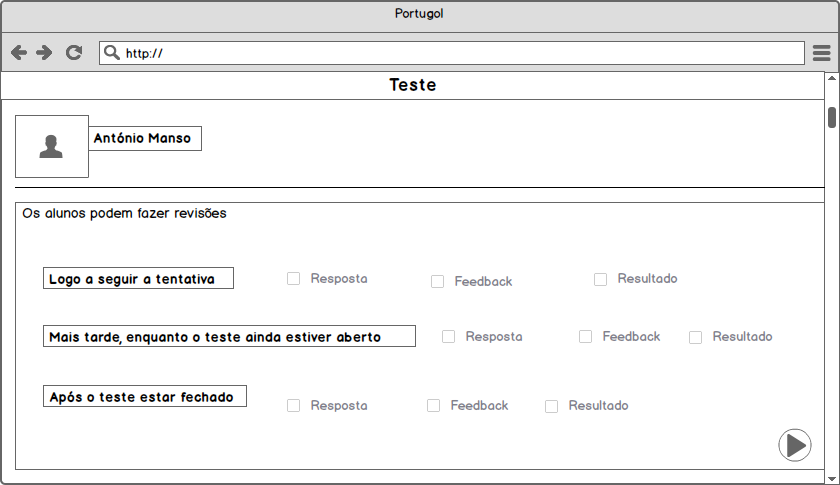 Portugol
http://
Teste
António Manso
Os alunos podem fazer revisões
Logo a seguir a tentativa Resposta Feedback Resultado
Mais tarde, enquanto o teste ainda estiver aberto Resposta Feedback Resultado
Após o teste estar fechado Resposta Feedback Resultado